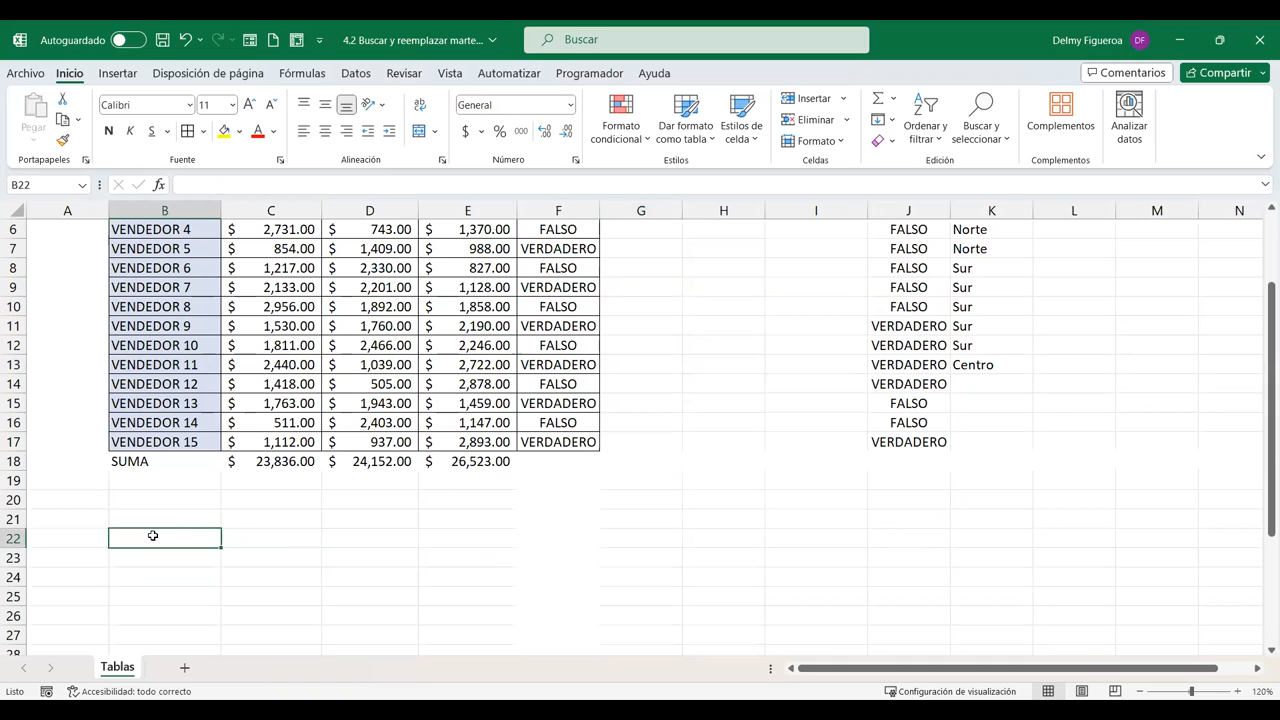 Autoguardado 4.2 Buscar y reemplazar marte... Buscar Delmy Figueroa DF
Archivo Inicio Insertar Disposición de página Fórmulas Datos Revisar Vista Automatizar Programador Ayuda Comentarios Compartir
Pegar Calibri 11 General Formato condicional Dar formato como tabla Estilos de celda Insertar Eliminar Formato Ordenar y filtrar Buscar y seleccionar Complementos Analizar datos
N K S $ % 000
Portapapeles Fuente Alineación Número Estilos Celdas Edición Complementos
B22 fx
A B C D E F G H I J K L M N
6 VENDEDOR 4 $ 2,731.00 $ 743.00 $ 1,370.00 FALSO FALSO Norte
7 VENDEDOR 5 $ 854.00 $ 1,409.00 $ 988.00 VERDADERO FALSO Norte
8 VENDEDOR 6 $ 1,217.00 $ 2,330.00 $ 827.00 FALSO FALSO Sur
9 VENDEDOR 7 $ 2,133.00 $ 2,201.00 $ 1,128.00 VERDADERO FALSO Sur
10 VENDEDOR 8 $ 2,956.00 $ 1,892.00 $ 1,858.00 FALSO FALSO Sur
11 VENDEDOR 9 $ 1,530.00 $ 1,760.00 $ 2,190.00 VERDADERO VERDADERO Sur
12 VENDEDOR 10 $ 1,811.00 $ 2,466.00 $ 2,246.00 FALSO VERDADERO Sur
13 VENDEDOR 11 $ 2,440.00 $ 1,039.00 $ 2,722.00 VERDADERO VERDADERO Centro
14 VENDEDOR 12 $ 1,418.00 $ 505.00 $ 2,878.00 FALSO VERDADERO
15 VENDEDOR 13 $ 1,763.00 $ 1,943.00 $ 1,459.00 VERDADERO FALSO
16 VENDEDOR 14 $ 511.00 $ 2,403.00 $ 1,147.00 FALSO FALSO
17 VENDEDOR 15 $ 1,112.00 $ 937.00 $ 2,893.00 VERDADERO VERDADERO
18 SUMA $ 23,836.00 $ 24,152.00 $ 26,523.00
19
20
21
22
23
24
25
26
27
28
Tablas
Listo Accesibilidad: todo correcto Configuración de visualización 120%